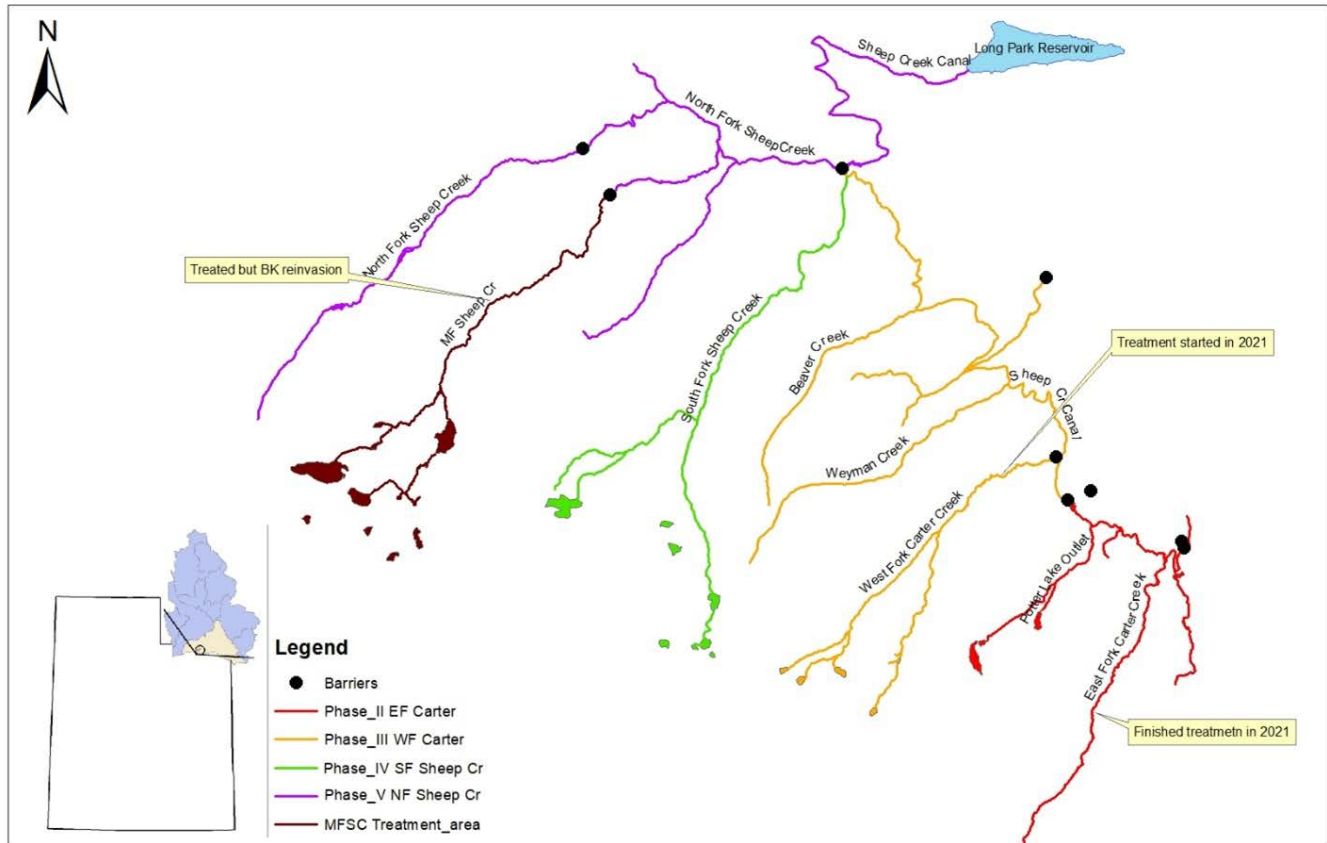 N
Sheep Creek Canal
Long Park Reservoir
North Fork SheepCreek
North Fork Sheep Creek
Treated but BK reinvasion
MF Sheep Cr
South Fork Sheep Creek
Beaver Creek
Treatment started in 2021
Sheep Cr Canal
Weyman Creek
West Fork Carter Creek
Potter Lake Outlet
East Fork Carter Creek
Finished treatmetn in 2021
Legend
Barriers
Phase_II EF Carter
Phase_III WF Carter
Phase_IV SF Sheep Cr
Phase_V NF Sheep Cr
MFSC Treatment_area